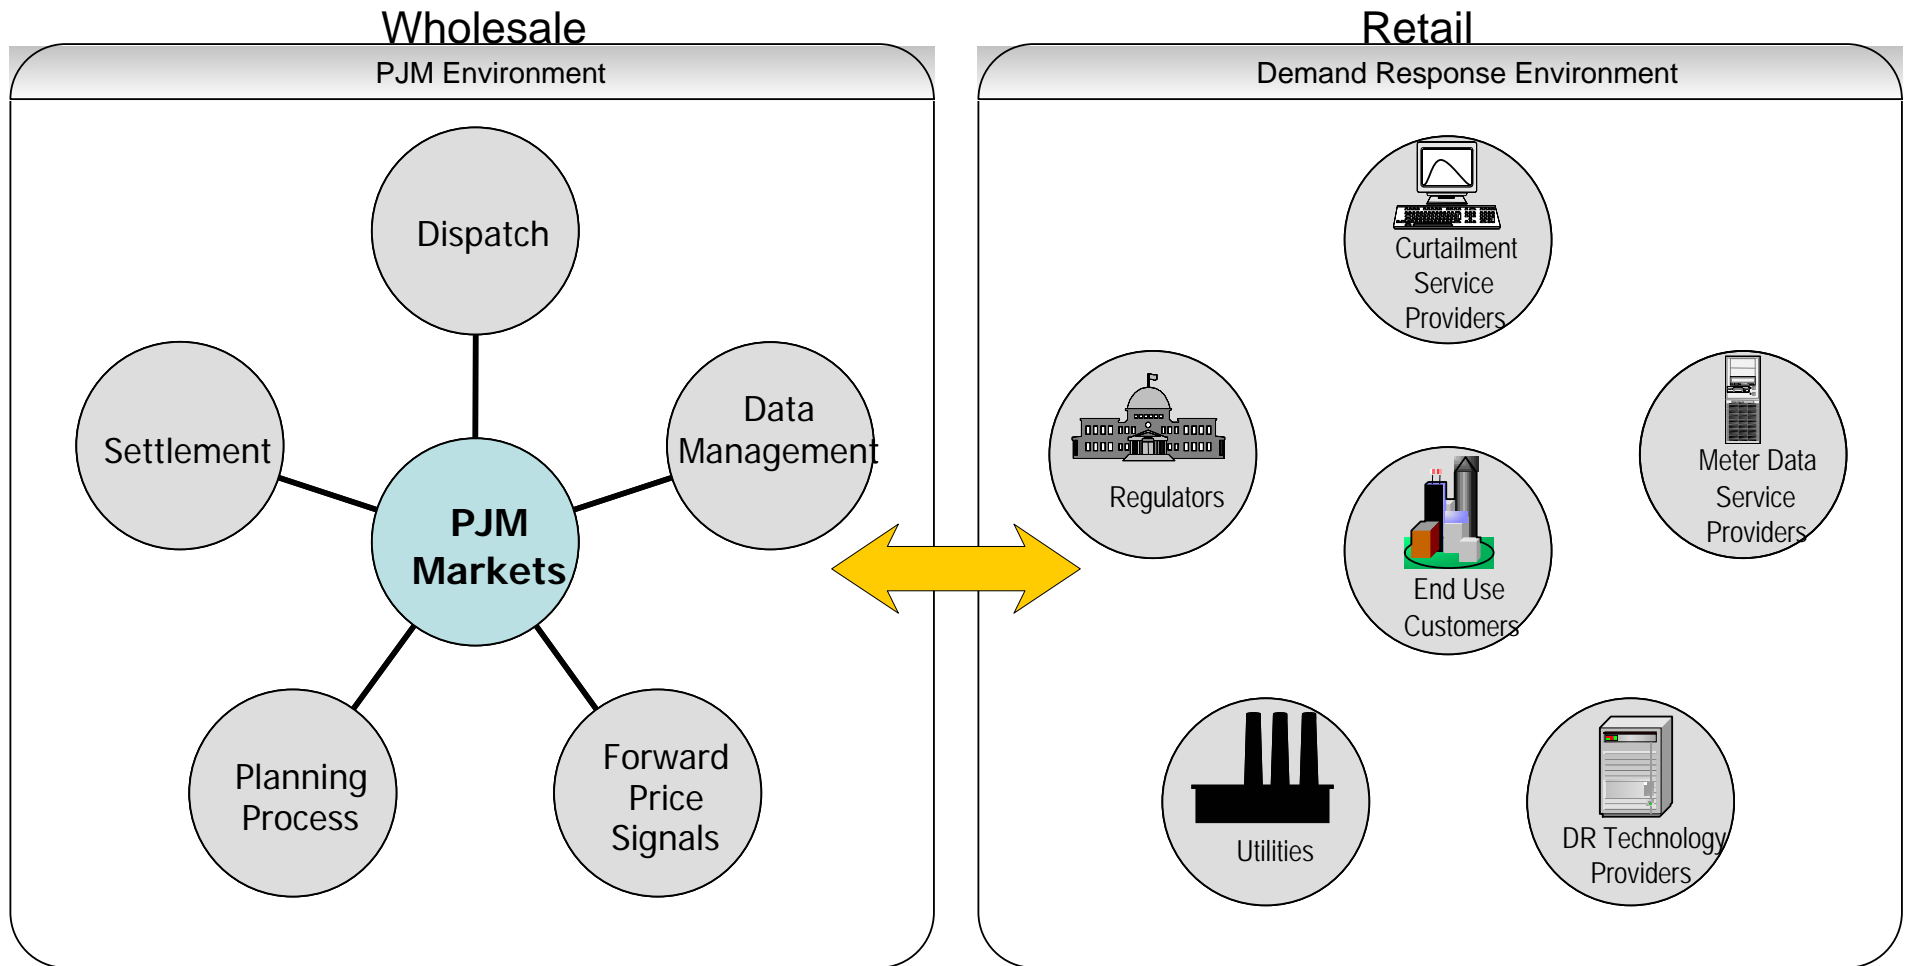 Wholesale
PJM Environment
Dispatch
Settlement
Data
Management
PJM
Markets
Planning
Process
Forward
Price
Signals
Retail
Demand Response Environment
Curtailment
Service
Providers
Regulators
Meter Data
Service
Providers
End Use
Customers
Utilities
DR Technology
Providers